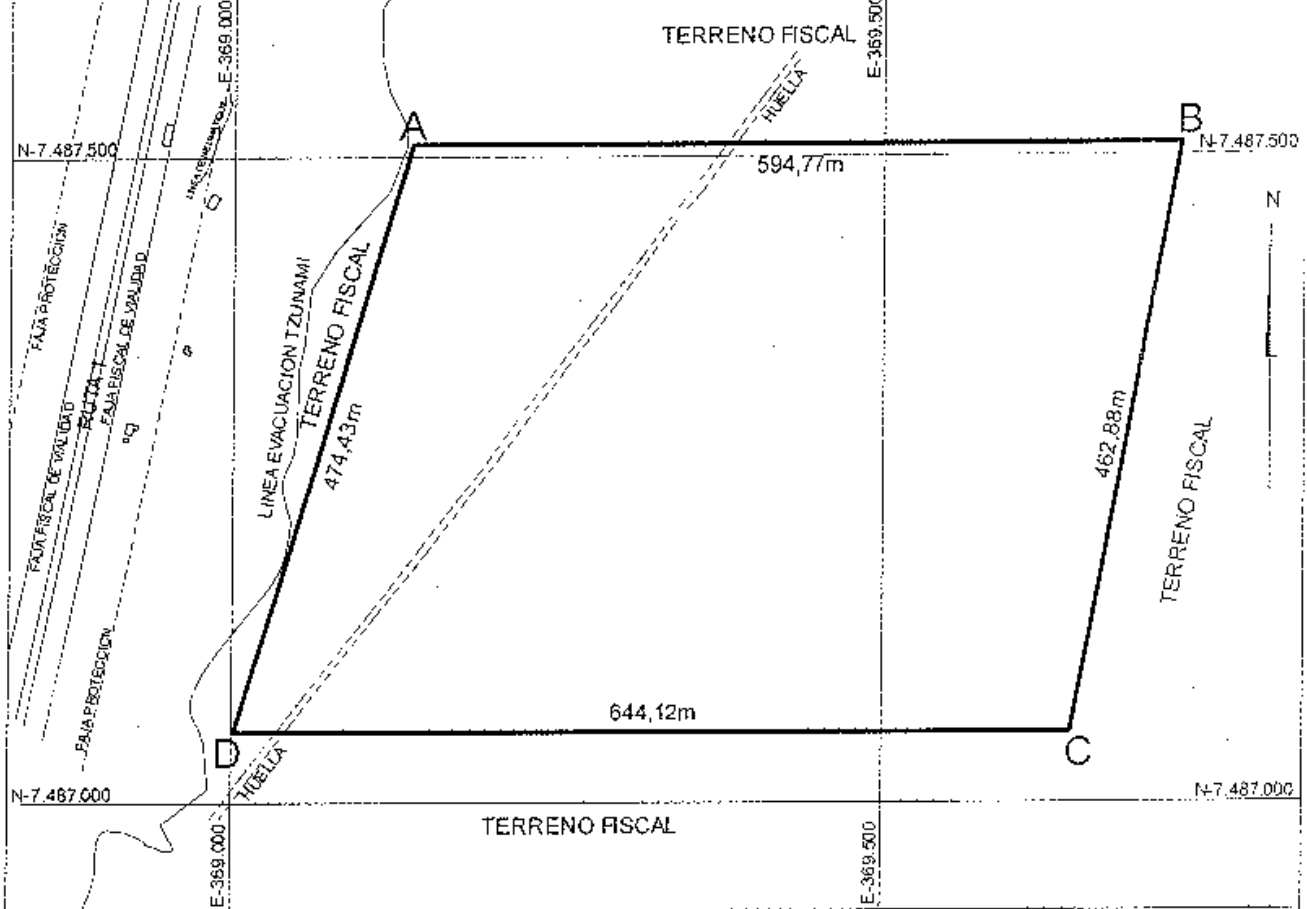 E-369.000
TERRENO FISCAL
E-369.500
HUELLA
A
B
N-7.487.500
N-7.487.500
594,77m
N
FAJA PROTECCION
FAJA FISCAL DE VIALIDAD
RUTA 1
FAJA FISCAL DE VIALIDAD
LINEA EVACUACION TZUNAMI
TERRENO FISCAL
474,43m
462,88m
TERRENO FISCAL
FAJA PROTECCION
644,12m
D
C
HUELLA
N-7.487.000
N-7.487.000
TERRENO FISCAL
E-369.000
E-369.500